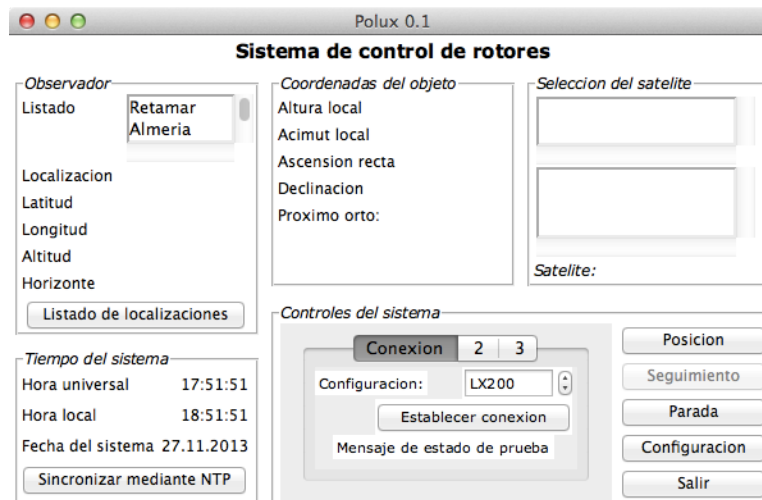 Polux 0.1
Sistema de control de rotores
Observador
Listado
Retamar
Almeria
Localizacion
Latitud
Longitud
Altitud
Horizonte
Listado de localizaciones
Coordenadas del objeto
Altura local
Acimut local
Ascension recta
Declinacion
Proximo orto:
Seleccion del satelite
Satelite:
Tiempo del sistema
Hora universal 17:51:51
Hora local 18:51:51
Fecha del sistema 27.11.2013
Sincronizar mediante NTP
Controles del sistema
Conexion 2 3
Configuracion: LX200
Establecer conexion
Mensaje de estado de prueba
Posicion
Seguimiento
Parada
Configuracion
Salir